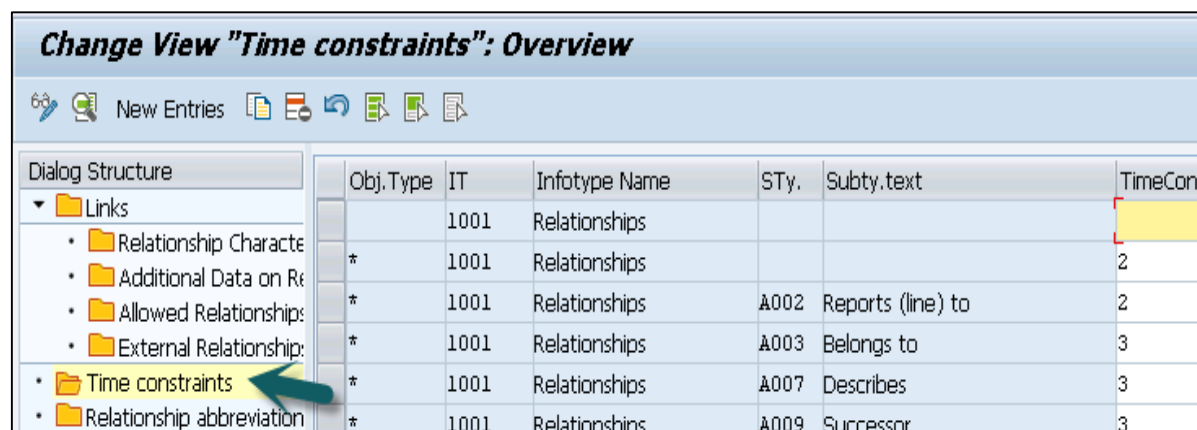 Change View "Time constraints": Overview
New Entries
Dialog Structure
Links
Relationship Characte
Additional Data on Re
Allowed Relationships
External Relationship:
Time constraints
Relationship abbreviation
Obj.Type IT Infotype Name STy. Subty.text TimeCon
1001 Relationships
* 1001 Relationships 2
* 1001 Relationships A002 Reports (line) to 2
* 1001 Relationships A003 Belongs to 3
* 1001 Relationships A007 Describes 3
* 1001 Relationships A009 Successor 3